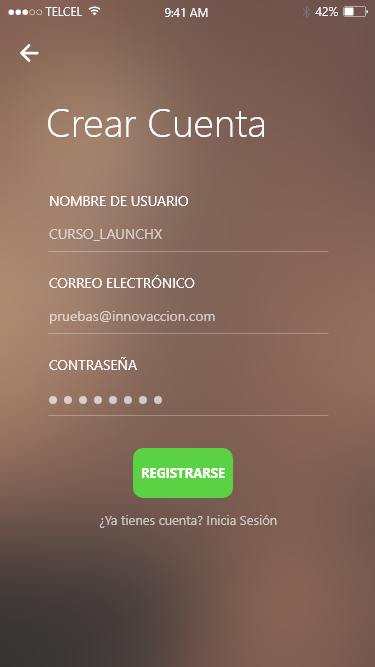 TELCEL 9:41 AM 42%
Crear Cuenta
NOMBRE DE USUARIO
CURSO_LAUNCHX
CORREO ELECTRÓNICO
pruebas@innovaccion.com
CONTRASEÑA
REGISTRARSE
¿Ya tienes cuenta? Inicia Sesión